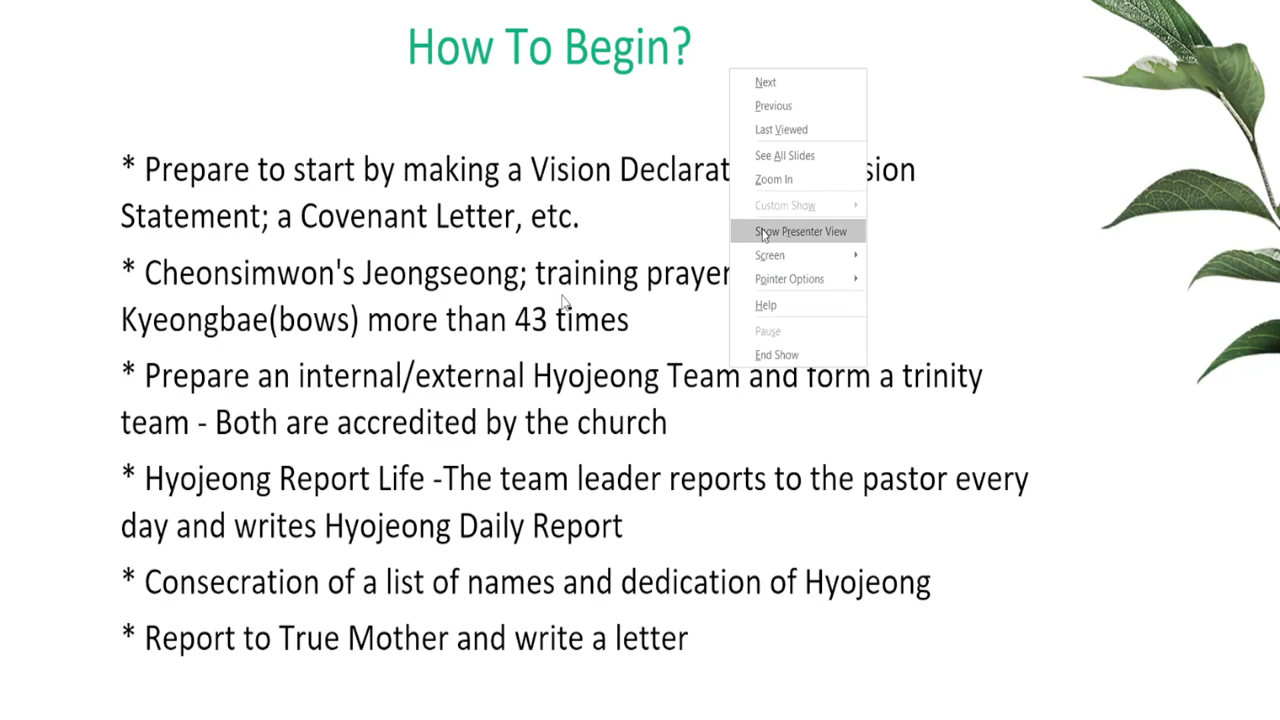 How To Begin?
* Prepare to start by making a Vision Declarat sion
Statement; a Covenant Letter, etc.
* Cheonsimwon's Jeongseong; training prayer
Kyeongbae(bows) more than 43 times
* Prepare an internal/external Hyojeong Team and form a trinity
team - Both are accredited by the church
* Hyojeong Report Life -The team leader reports to the pastor every
day and writes Hyojeong Daily Report
* Consecration of a list of names and dedication of Hyojeong
* Report to True Mother and write a letter
Next
Previous
Last Viewed
See All Slides
Zoom In
Custom Show
Show Presenter View
Screen
Pointer Options
Help
Pause
End Show